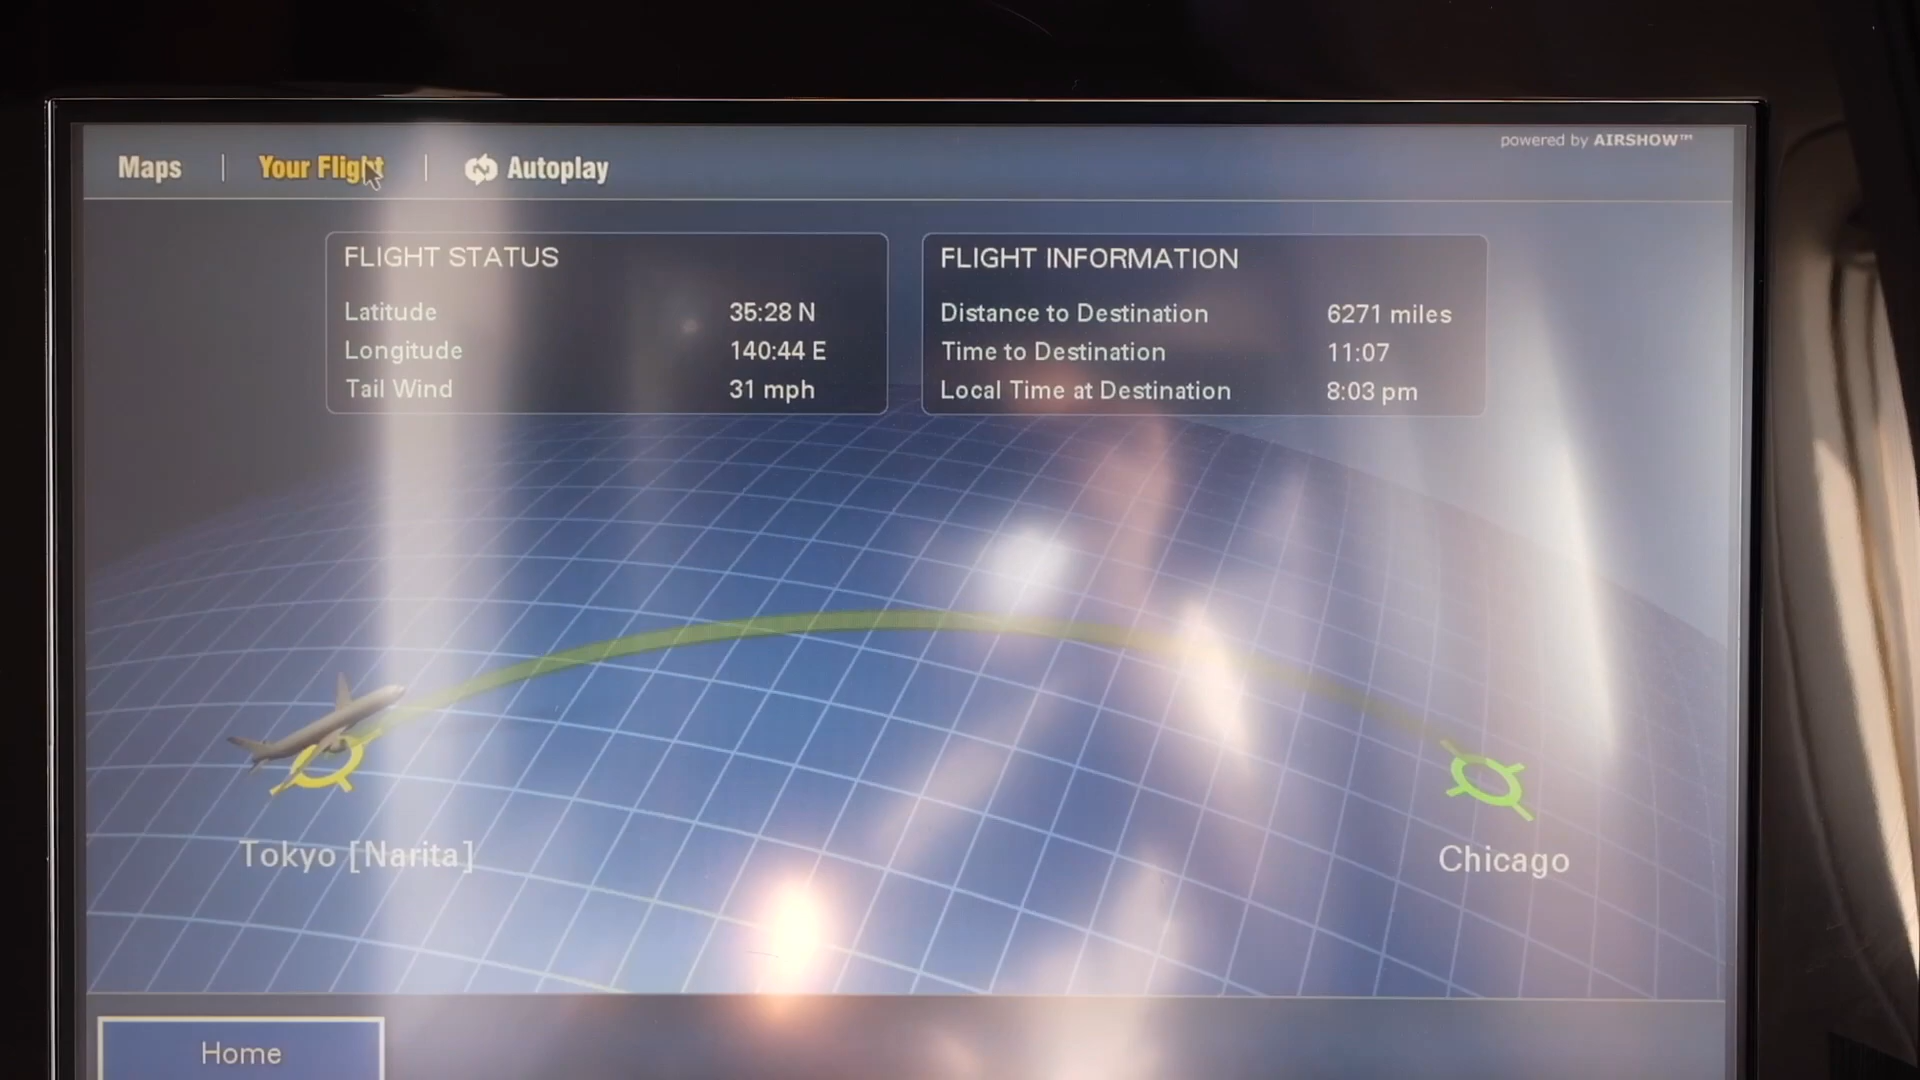 powered by AIRSHOW™
Maps | Your Flight | Autoplay
FLIGHT STATUS
Latitude 35:28 N
Longitude 140:44 E
Tail Wind 31 mph
FLIGHT INFORMATION
Distance to Destination 6271 miles
Time to Destination 11:07
Local Time at Destination 8:03 pm
Tokyo [Narita]
Chicago
Home